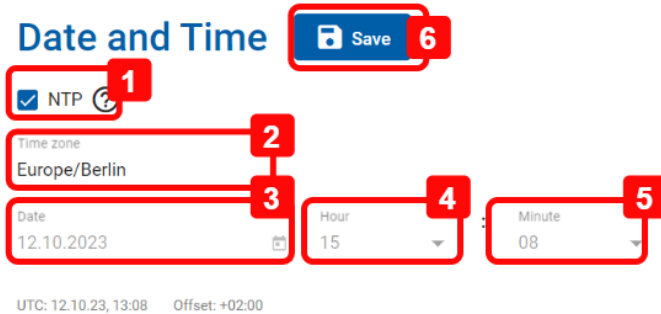 Date and Time Save 6
1
NTP ?
Time zone 2
Europe/Berlin
3 4 5
Date Hour : Minute
12.10.2023 15 08
UTC: 12.10.23, 13:08 Offset: +02:00